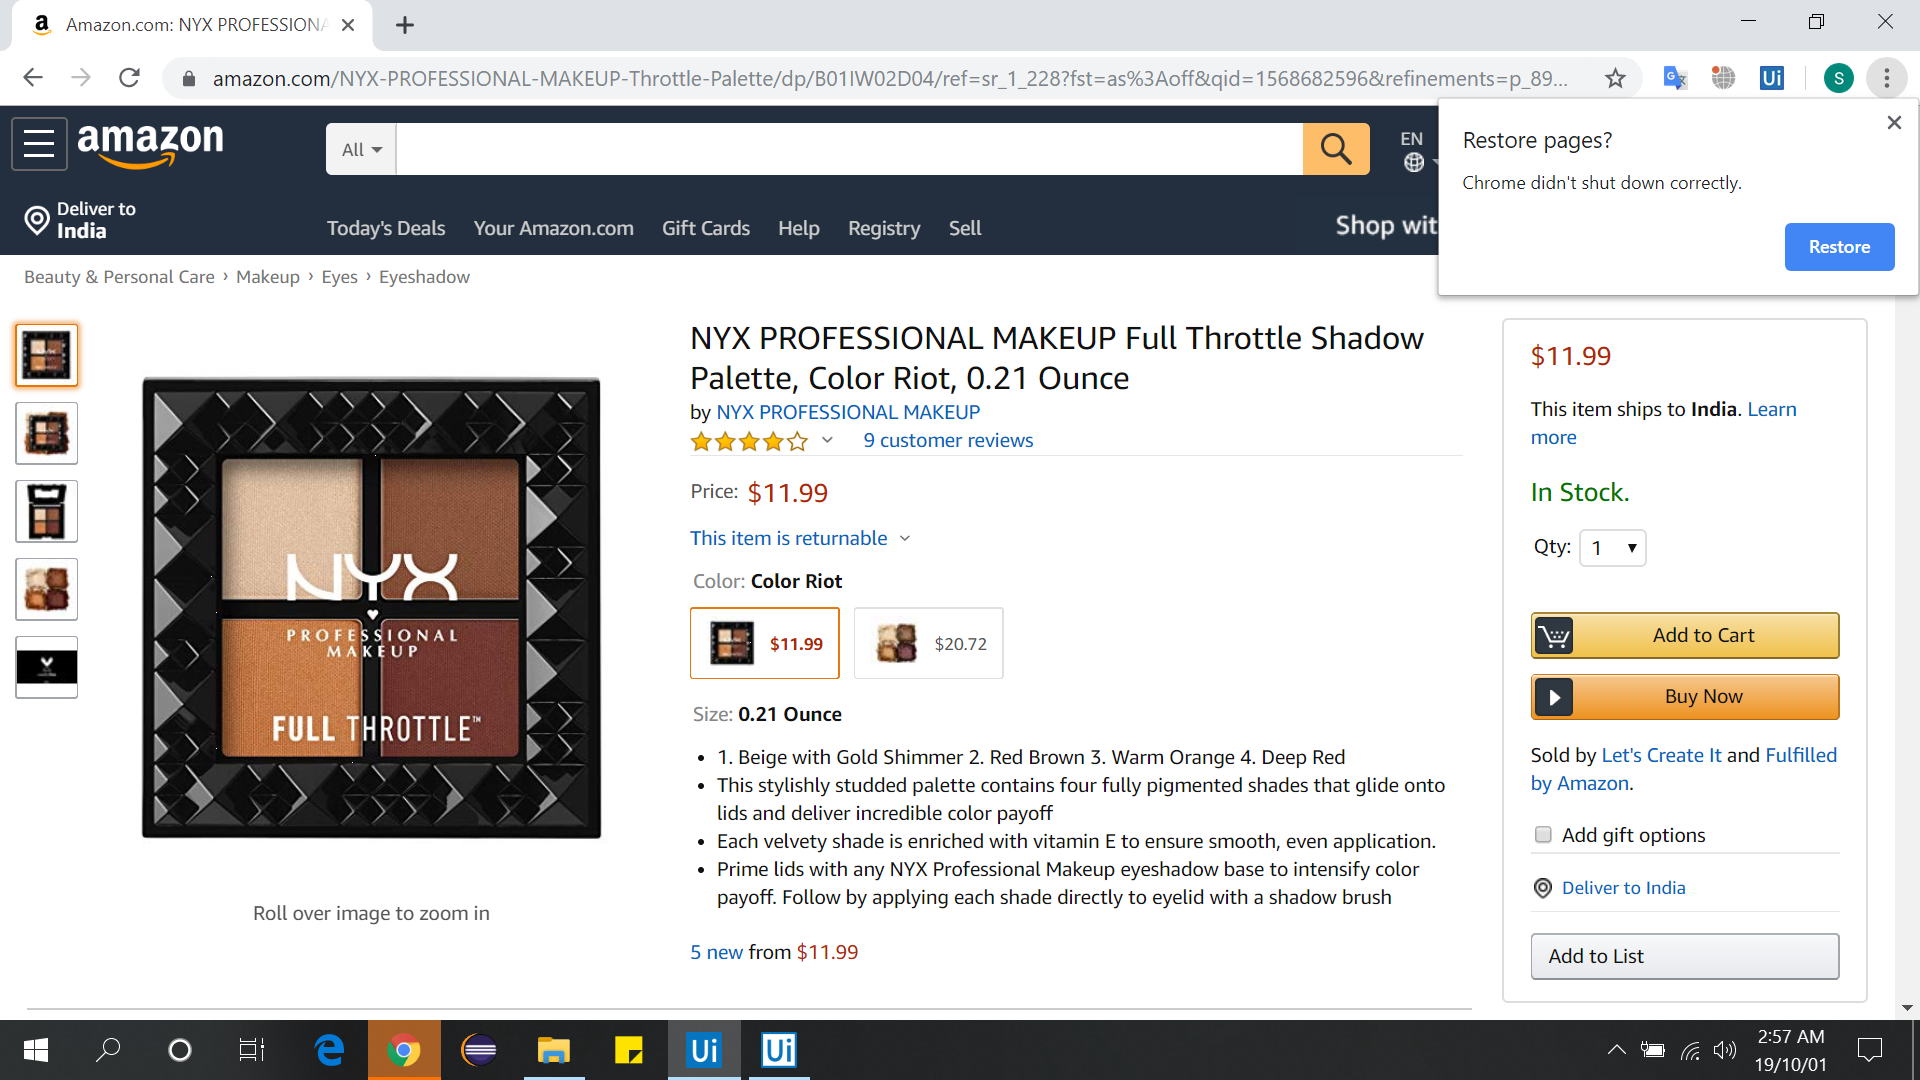 Amazon.com: NYX PROFESSIONA
amazon.com/NYX-PROFESSIONAL-MAKEUP-Throttle-Palette/dp/B01IW02D04/ref=sr_1_228?fst=as%3Aoff&qid=1568682596&refinements=p_89...
Ui
S
Restore pages?
Chrome didn't shut down correctly.
Restore
amazon
All
EN
Deliver to
India
Today's Deals
Your Amazon.com
Gift Cards
Help
Registry
Sell
Shop wit
Beauty & Personal Care › Makeup › Eyes › Eyeshadow
NYX
PROFESSIONAL
MAKEUP
FULL THROTTLE™
Roll over image to zoom in
NYX PROFESSIONAL MAKEUP Full Throttle Shadow
Palette, Color Riot, 0.21 Ounce
by NYX PROFESSIONAL MAKEUP
9 customer reviews
Price: $11.99
This item is returnable
Color: Color Riot
$11.99
$20.72
Size: 0.21 Ounce
• 1. Beige with Gold Shimmer 2. Red Brown 3. Warm Orange 4. Deep Red
• This stylishly studded palette contains four fully pigmented shades that glide onto
lids and deliver incredible color payoff
• Each velvety shade is enriched with vitamin E to ensure smooth, even application.
• Prime lids with any NYX Professional Makeup eyeshadow base to intensify color
payoff. Follow by applying each shade directly to eyelid with a shadow brush
5 new from $11.99
$11.99
This item ships to India. Learn
more
In Stock.
Qty: 1
Add to Cart
Buy Now
Sold by Let's Create It and Fulfilled
by Amazon.
Add gift options
Deliver to India
Add to List
Ui
Ui
2:57 AM
19/10/01